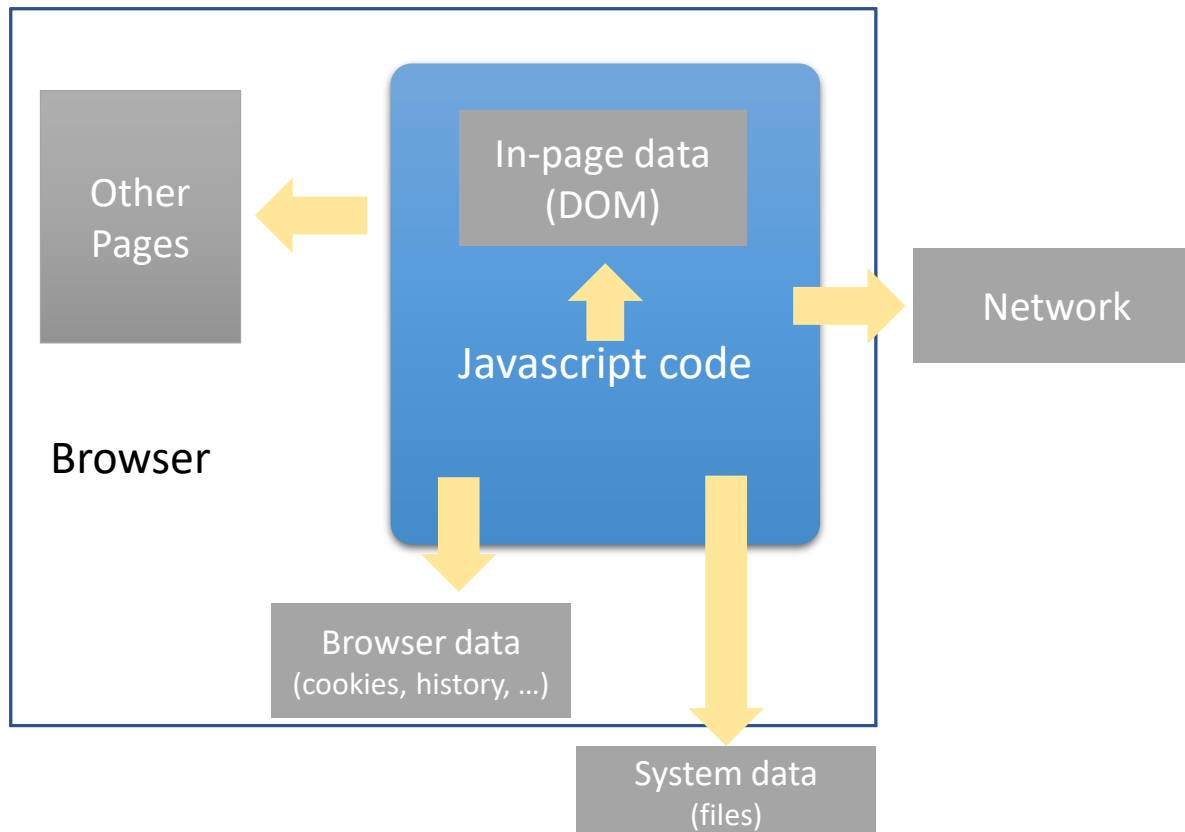 In-page data
(DOM)
Other
Pages
Network
Javascript code
Browser
Browser data
(cookies, history, …)
System data
(files)